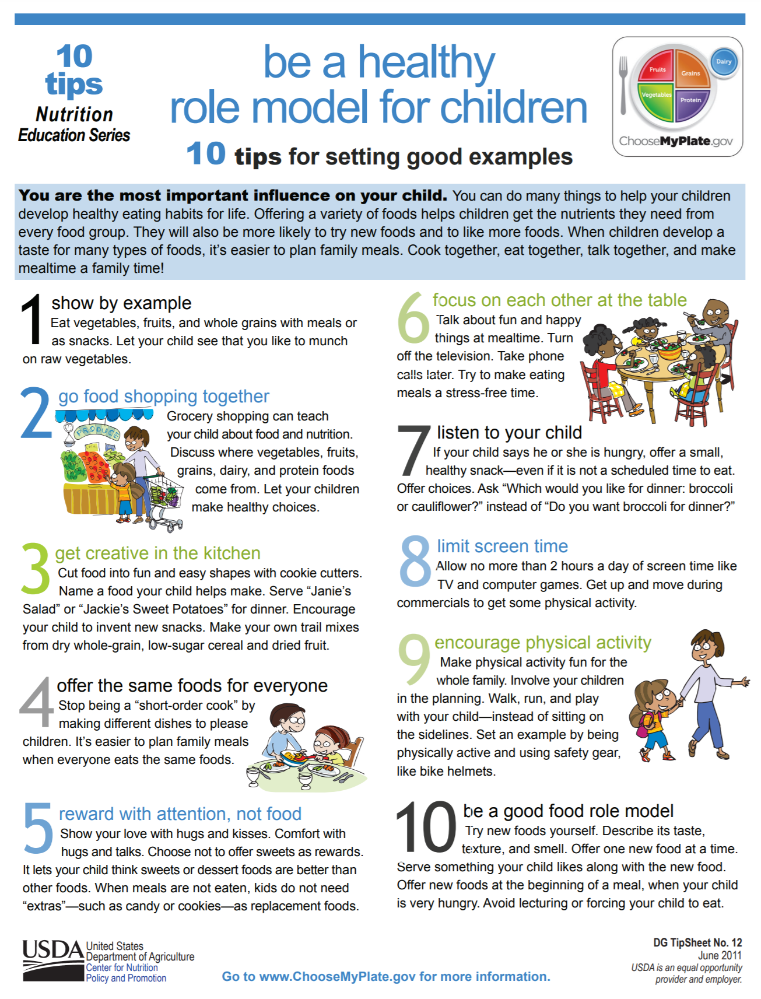 10
tips
Nutrition
Education Series
be a healthy
role model for children
10 tips for setting good examples
Fruits
Grains
Dairy
Vegetables
Protein
ChooseMyPlate.gov
You are the most important influence on your child. You can do many things to help your children
develop healthy eating habits for life. Offering a variety of foods helps children get the nutrients they need from
every food group. They will also be more likely to try new foods and to like more foods. When children develop a
taste for many types of foods, it's easier to plan family meals. Cook together, eat together, talk together, and make
mealtime a family time!
1 show by example
Eat vegetables, fruits, and whole grains with meals or
as snacks. Let your child see that you like to munch
on raw vegetables.
2 go food shopping together
PRODUCE
Grocery shopping can teach
your child about food and nutrition.
Discuss where vegetables, fruits,
grains, dairy, and protein foods
come from. Let your children
make healthy choices.
3 get creative in the kitchen
Cut food into fun and easy shapes with cookie cutters.
Name a food your child helps make. Serve “Janie’s
Salad” or “Jackie’s Sweet Potatoes” for dinner. Encourage
your child to invent new snacks. Make your own trail mixes
from dry whole-grain, low-sugar cereal and dried fruit.
4 offer the same foods for everyone
Stop being a “short-order cook” by
making different dishes to please
children. It’s easier to plan family meals
when everyone eats the same foods.
5 reward with attention, not food
Show your love with hugs and kisses. Comfort with
hugs and talks. Choose not to offer sweets as rewards.
It lets your child think sweets or dessert foods are better than
other foods. When meals are not eaten, kids do not need
“extras”—such as candy or cookies—as replacement foods.
6 focus on each other at the table
Talk about fun and happy
things at mealtime. Turn
off the television. Take phone
calls later. Try to make eating
meals a stress-free time.
7 listen to your child
If your child says he or she is hungry, offer a small,
healthy snack—even if it is not a scheduled time to eat.
Offer choices. Ask “Which would you like for dinner: broccoli
or cauliflower?” instead of “Do you want broccoli for dinner?”
8 limit screen time
Allow no more than 2 hours a day of screen time like
TV and computer games. Get up and move during
commercials to get some physical activity.
9 encourage physical activity
Make physical activity fun for the
whole family. Involve your children
in the planning. Walk, run, and play
with your child—instead of sitting on
the sidelines. Set an example by being
physically active and using safety gear,
like bike helmets.
10 be a good food role model
Try new foods yourself. Describe its taste,
texture, and smell. Offer one new food at a time.
Serve something your child likes along with the new food.
Offer new foods at the beginning of a meal, when your child
is very hungry. Avoid lecturing or forcing your child to eat.
USDA
United States
Department of Agriculture
Center for Nutrition
Policy and Promotion
Go to www.ChooseMyPlate.gov for more information.
DG TipSheet No. 12
June 2011
USDA is an equal opportunity
provider and employer.